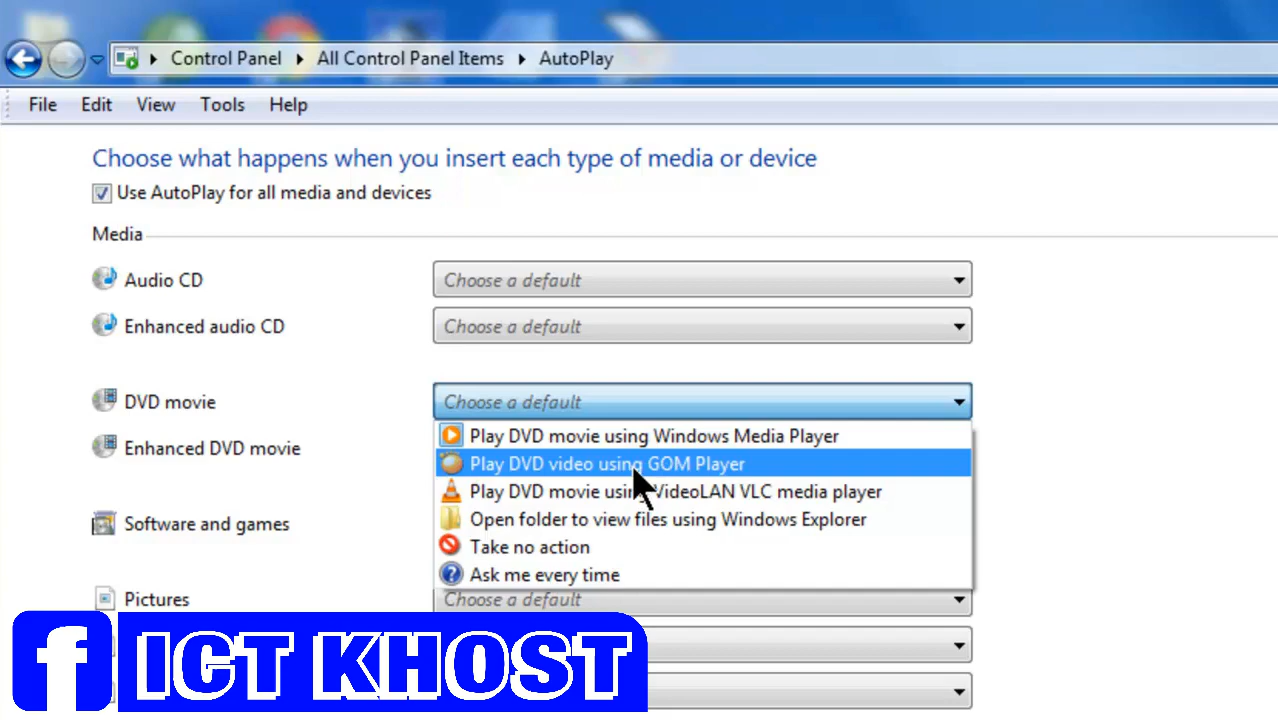 Control Panel All Control Panel Items AutoPlay
File Edit View Tools Help
Choose what happens when you insert each type of media or device
Use AutoPlay for all media and devices
Media
Audio CD Choose a default
Enhanced audio CD Choose a default
DVD movie Choose a default
Play DVD movie using Windows Media Player
Enhanced DVD movie
Play DVD video using GOM Player
Play DVD movie using VideoLAN VLC media player
Software and games
Open folder to view files using Windows Explorer
Take no action
Ask me every time
Pictures Choose a default
f ICT KHOST